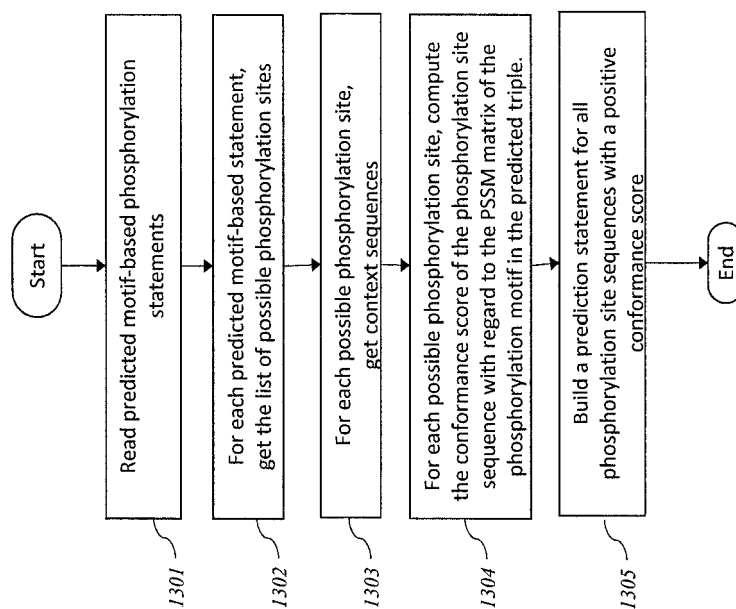 Start
Read predicted motif-based phosphorylation
statements
1301
For each predicted motif-based statement,
get the list of possible phosphorylation sites
1302
For each possible phosphorylation site,
get context sequences
1303
For each possible phosphorylation site, compute
the conformance score of the phosphorylation site
sequence with regard to the PSSM matrix of the
phosphorylation motif in the predicted triple.
1304
Build a prediction statement for all
phosphorylation site sequences with a positive
conformance score
1305
End